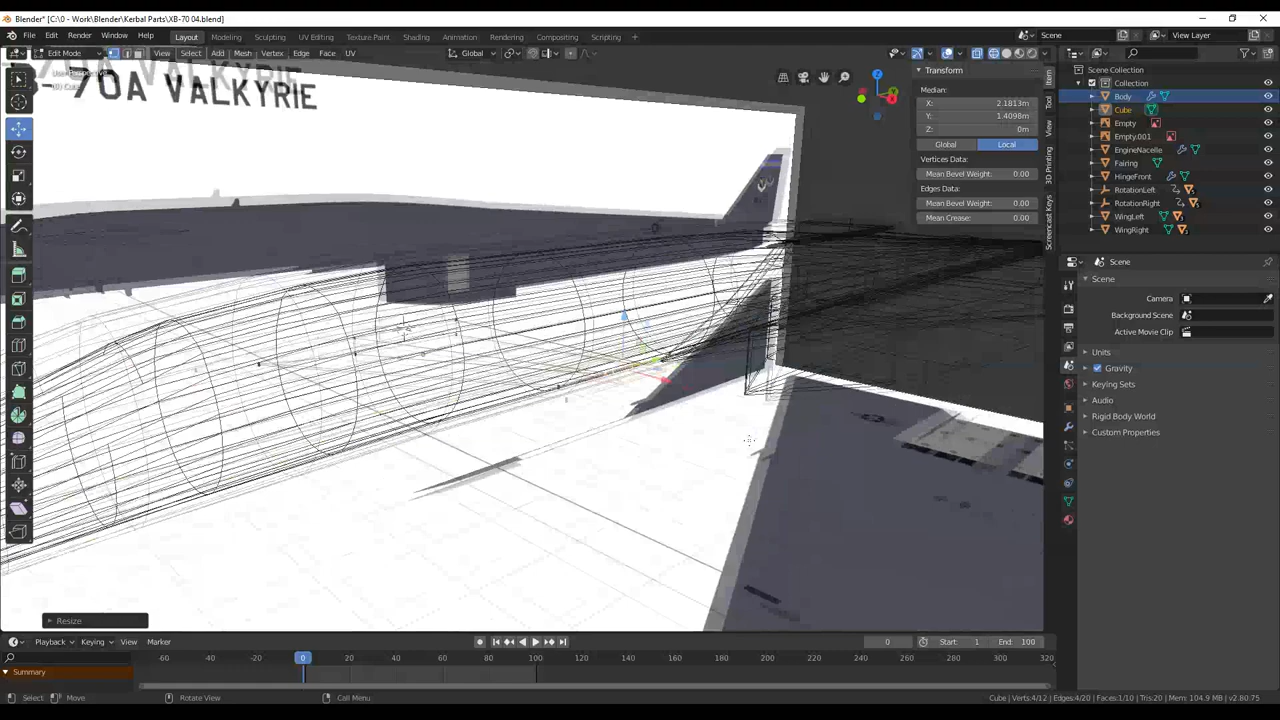 Blender* [C:\0 - Work\Blender\Kerbal Parts\XB-70 04.blend]
File Edit Render Window Help Layout Modeling Sculpting UV Editing Texture Paint Shading Animation Rendering Compositing Scripting + Scene View Layer
Edit Mode View Select Add Mesh Vertex Edge Face UV Global
B-70A VALKYRIE
Transform
Median:
X: 2.1813m
Y: 1.4098m
Z: 0m
Global Local
Vertices Data:
Mean Bevel Weight: 0.00
Edges Data:
Mean Bevel Weight: 0.00
Mean Crease: 0.00
Item
Tool
View
3D Printing
Screencast Keys
Scene Collection
Collection
Body
Cube
Empty
Empty.001
EngineNacelle
Fairing
HingeFront
RotationLeft
RotationRight
WingLeft
WingRight
Scene
Scene
Camera
Background Scene
Active Movie Clip
Units
Gravity
Keying Sets
Audio
Rigid Body World
Custom Properties
Resize
Playback Keying View Marker 0 Start: 1 End: 100
-60 -40 -20 0 20 40 60 80 100 120 140 160 180 200 220 240 260 280 300 320
Summary
Select Move Rotate View Call Menu Cube | Verts:4/12 | Edges:4/20 | Faces:1/10 | Tris:20 | Mem: 104.9 MB | v2.80.75